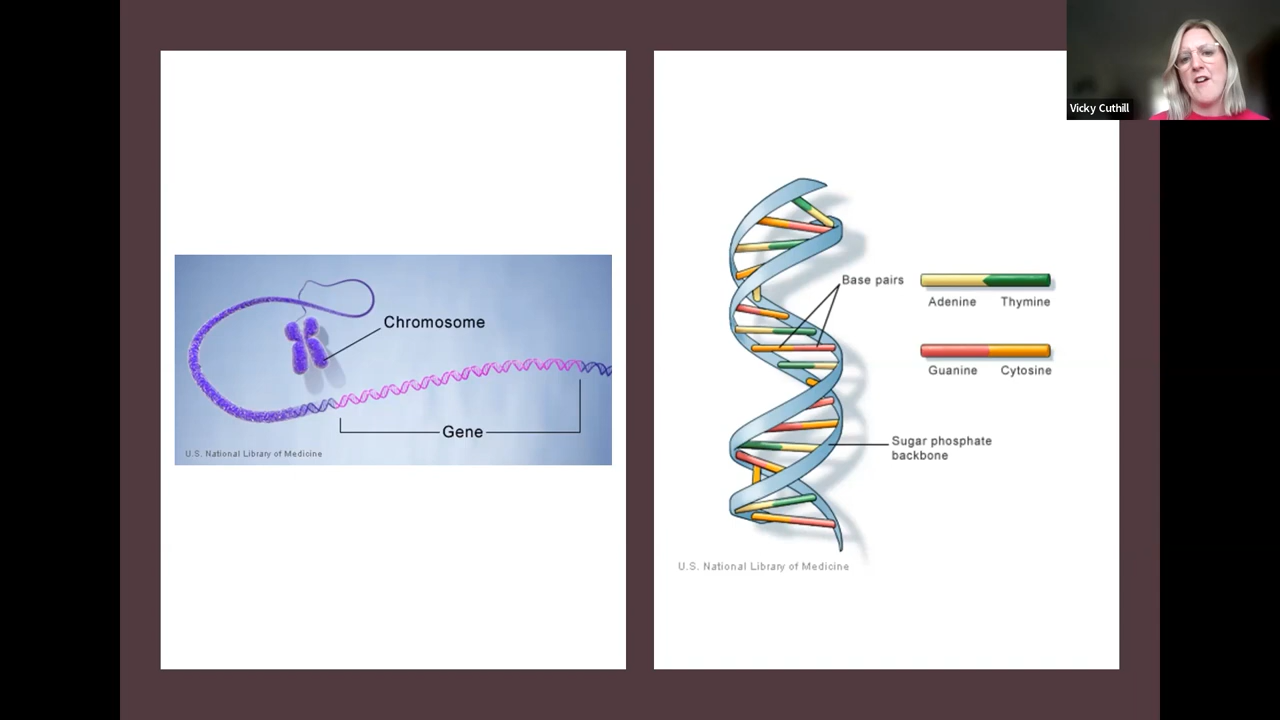 Vicky Cuthill
Chromosome
Gene
U.S. National Library of Medicine
Base pairs
Adenine Thymine
Guanine Cytosine
Sugar phosphate
backbone
U.S. National Library of Medicine